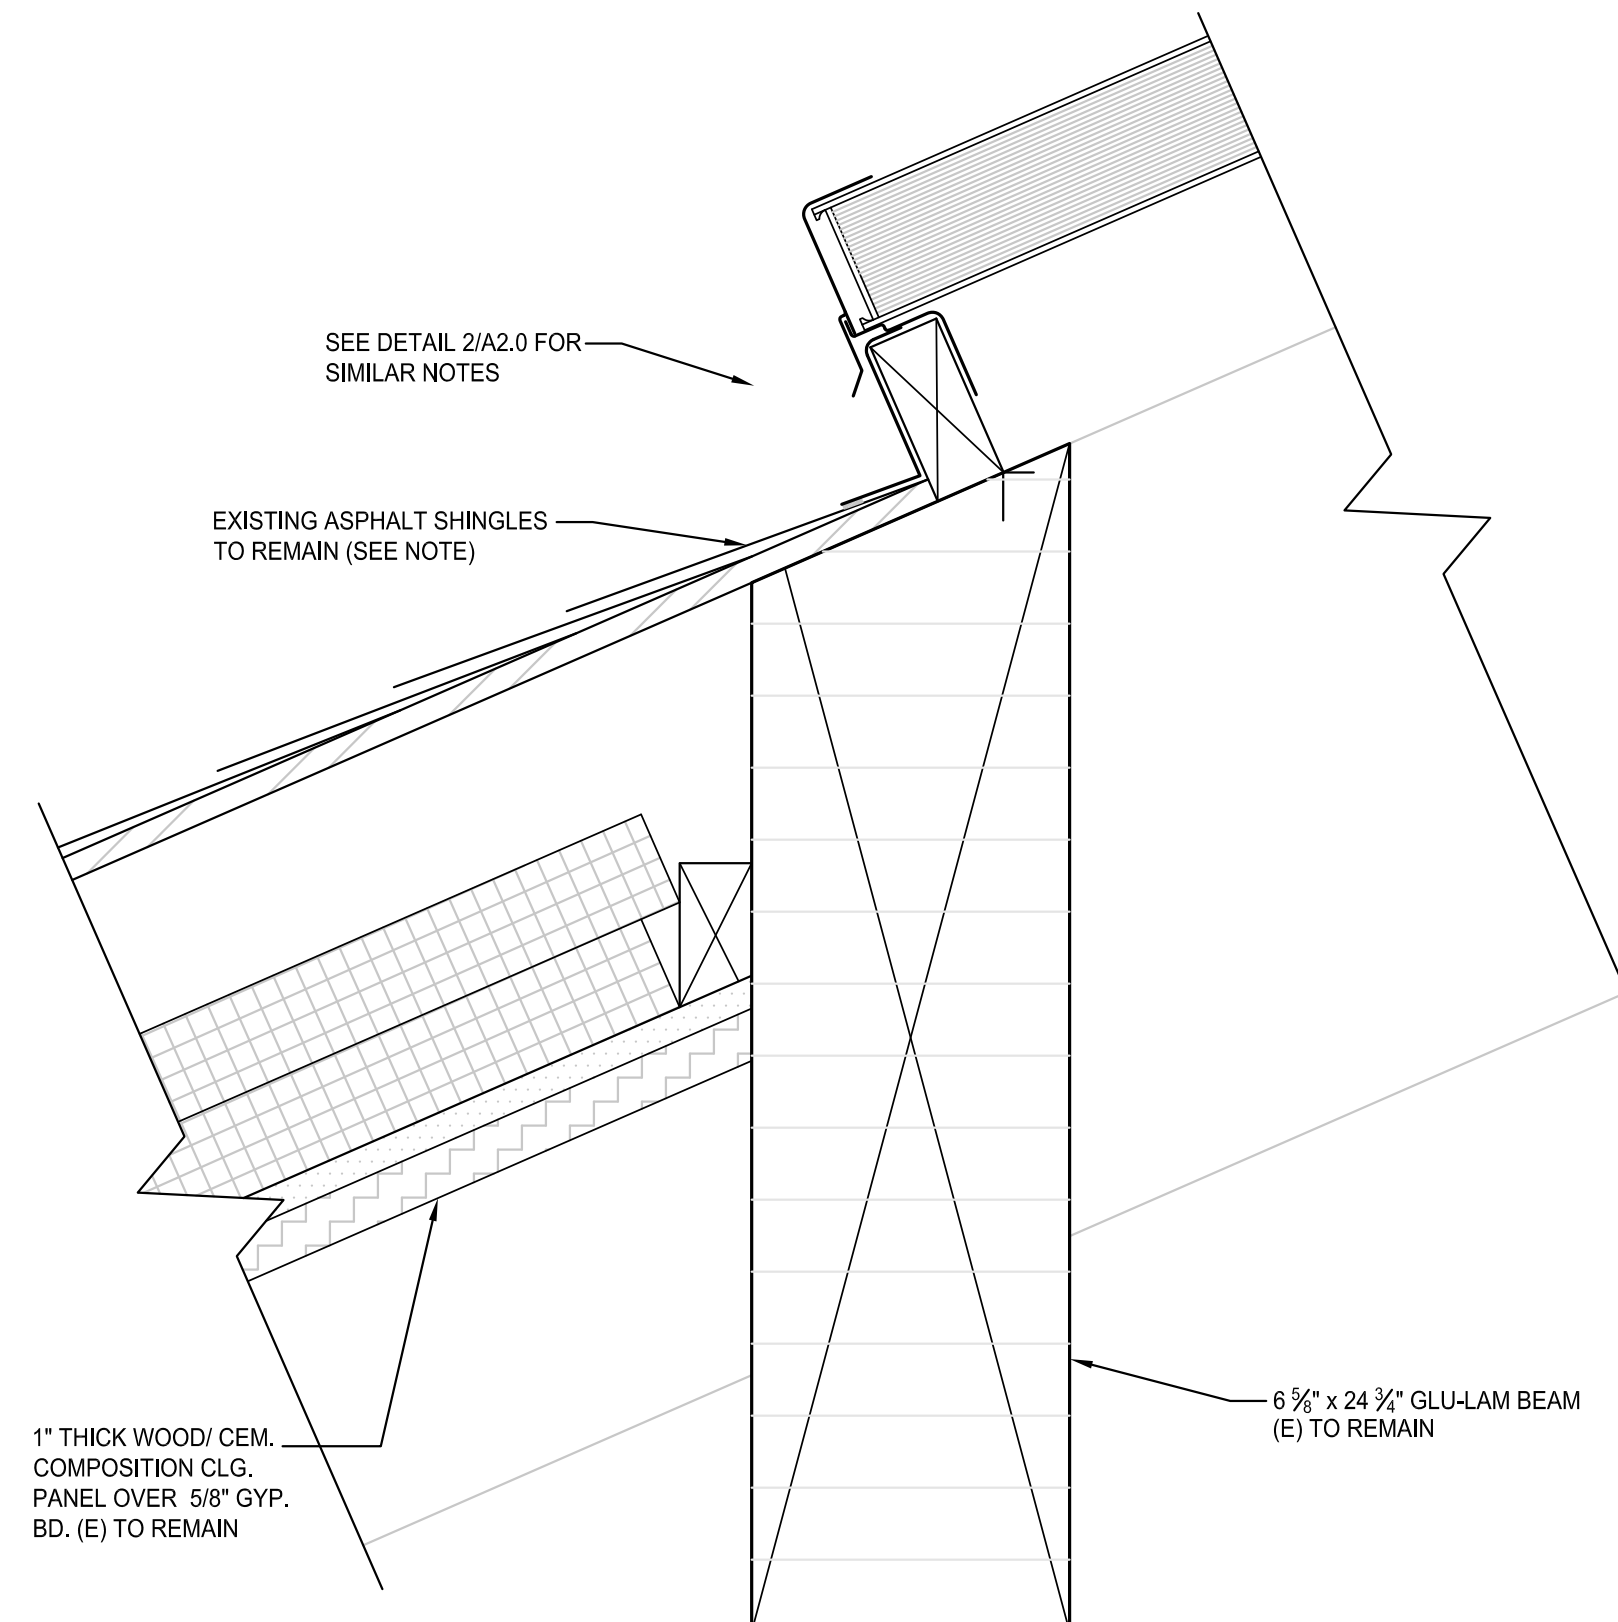 SEE DETAIL 2/A2.0 FOR
SIMILAR NOTES
EXISTING ASPHALT SHINGLES
TO REMAIN (SEE NOTE)
6 5/8" x 24 3/4" GLU-LAM BEAM
(E) TO REMAIN
1" THICK WOOD/ CEM.
COMPOSITION CLG.
PANEL OVER 5/8" GYP.
BD. (E) TO REMAIN